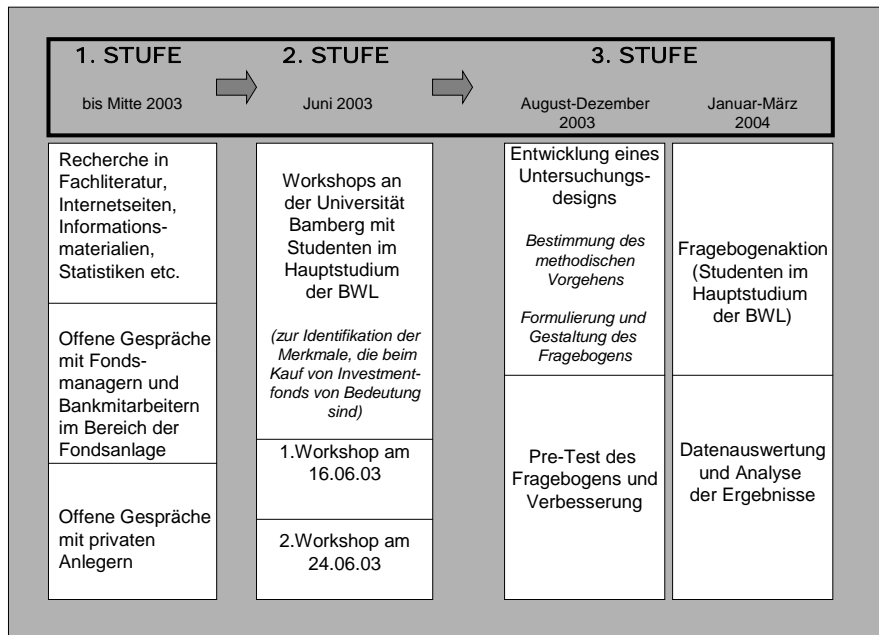 1. STUFE
bis Mitte 2003
2. STUFE
Juni 2003
3. STUFE
August-Dezember
2003
Januar-März
2004
Recherche in
Fachliteratur,
Internetseiten,
Informations-
materialien,
Statistiken etc.
Offene Gespräche
mit Fonds-
managern und
Bankmitarbeitern
im Bereich der
Fondsanlage
Offene Gespräche
mit privaten
Anlegern
Workshops an
der Universität
Bamberg mit
Studenten im
Hauptstudium
der BWL
(zur Identifikation der
Merkmale, die beim
Kauf von Investment-
fonds von Bedeutung
sind)
1.Workshop am
16.06.03
2.Workshop am
24.06.03
Entwicklung eines
Untersuchungs-
designs
Bestimmung des
methodischen
Vorgehens
Formulierung und
Gestaltung des
Fragebogens
Pre-Test des
Fragebogens und
Verbesserung
Fragebogenaktion
(Studenten im
Hauptstudium
der BWL)
Datenauswertung
und Analyse
der Ergebnisse